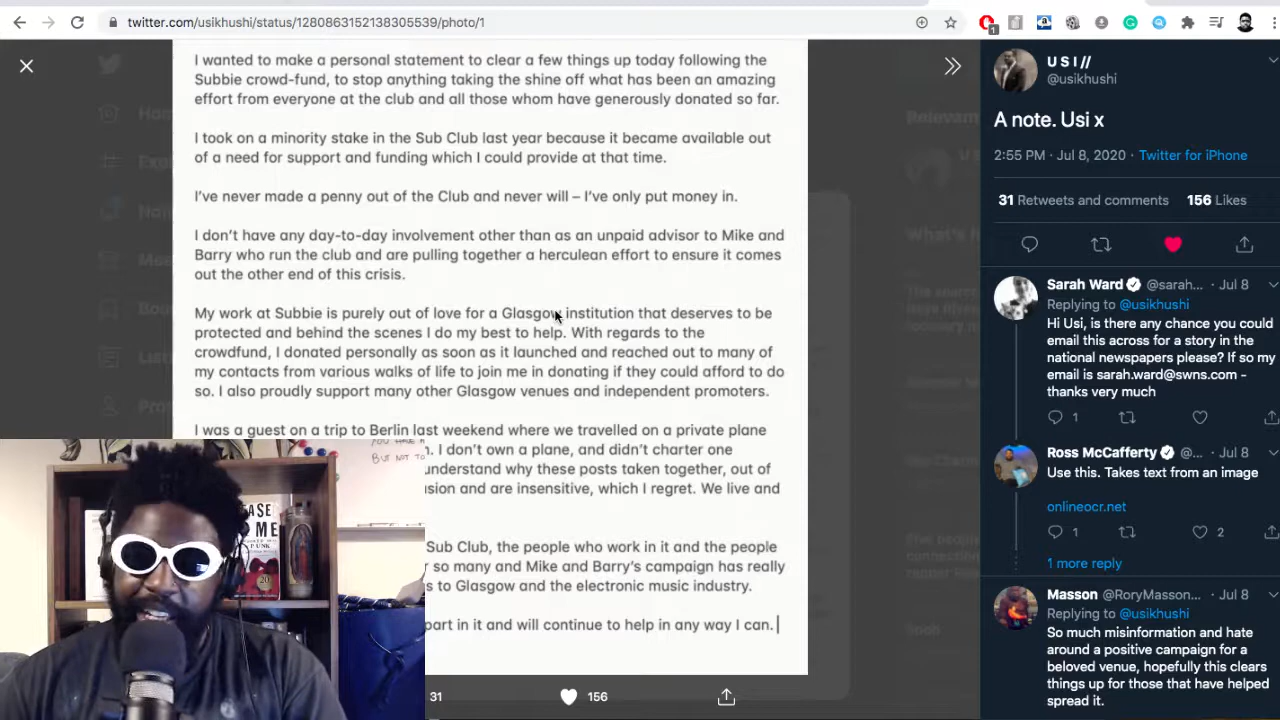 twitter.com/usikhushi/status/1280863152138305539/photo/1
I wanted to make a personal statement to clear a few things up today following the
Subbie crowd-fund, to stop anything taking the shine off what has been an amazing
effort from everyone at the club and all those whom have generously donated so far.
I took on a minority stake in the Sub Club last year because it became available out
of a need for support and funding which I could provide at that time.
I've never made a penny out of the Club and never will – I've only put money in.
I don't have any day-to-day involvement other than as an unpaid advisor to Mike and
Barry who run the club and are pulling together a herculean effort to ensure it comes
out the other end of this crisis.
My work at Subbie is purely out of love for a Glasgow institution that deserves to be
protected and behind the scenes I do my best to help. With regards to the
crowdfund, I donated personally as soon as it launched and reached out to many of
my contacts from various walks of life to join me in donating if they could afford to do
so. I also proudly support many other Glasgow venues and independent promoters.
I was a guest on a trip to Berlin last weekend where we travelled on a private plane
I don't own a plane, and didn't charter one
understand why these posts taken together, out of
and are insensitive, which I regret. We live and
Sub Club, the people who work in it and the people
so many and Mike and Barry's campaign has really
to Glasgow and the electronic music industry.
part in it and will continue to help in any way I can.
31
156
U S I //
@usikhushi
A note. Usi x
2:55 PM · Jul 8, 2020 · Twitter for iPhone
31 Retweets and comments 156 Likes
Sarah Ward @sarah... · Jul 8
Replying to @usikhushi
Hi Usi, is there any chance you could
email this across for a story in the
national newspapers please? If so my
email is sarah.ward@swns.com -
thanks very much
1
Ross McCafferty @... · Jul 8
Use this. Takes text from an image
onlineocr.net
1 2
1 more reply
Masson @RoryMasson... · Jul 8
Replying to @usikhushi
So much misinformation and hate
around a positive campaign for a
beloved venue, hopefully this clears
things up for those that have helped
spread it.